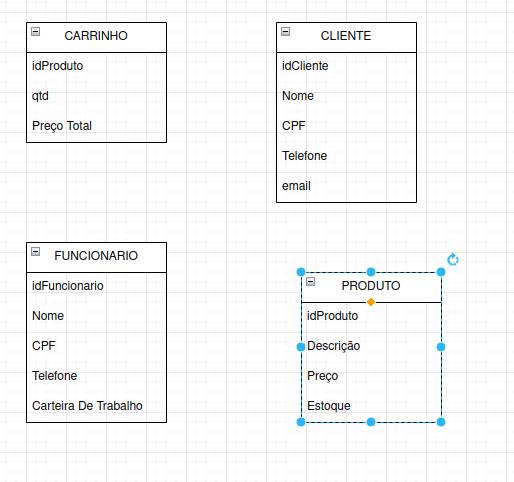 CARRINHO
idProduto
qtd
Preço Total
CLIENTE
idCliente
Nome
CPF
Telefone
email
FUNCIONARIO
idFuncionario
Nome
CPF
Telefone
Carteira De Trabalho
PRODUTO
idProduto
Descrição
Preço
Estoque